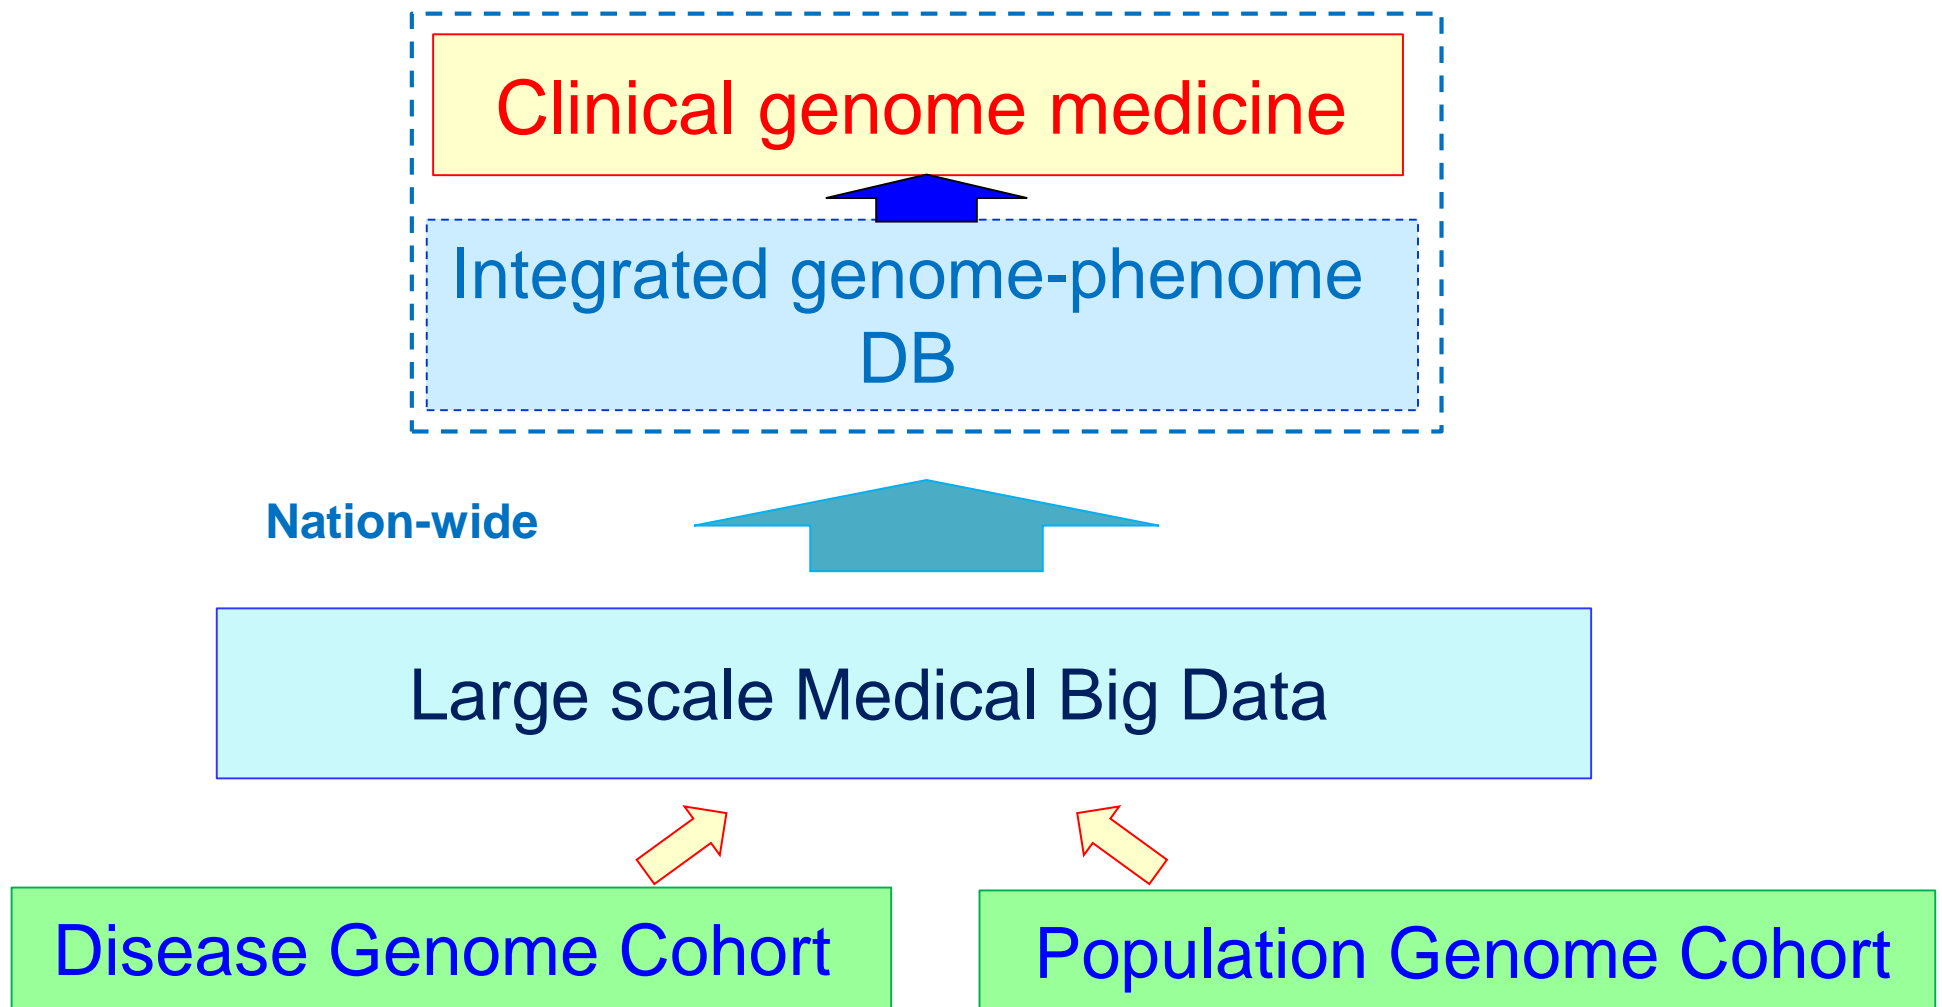 Clinical genome medicine
Integrated genome-phenome
DB
Nation-wide
Large scale Medical Big Data
Disease Genome Cohort
Population Genome Cohort